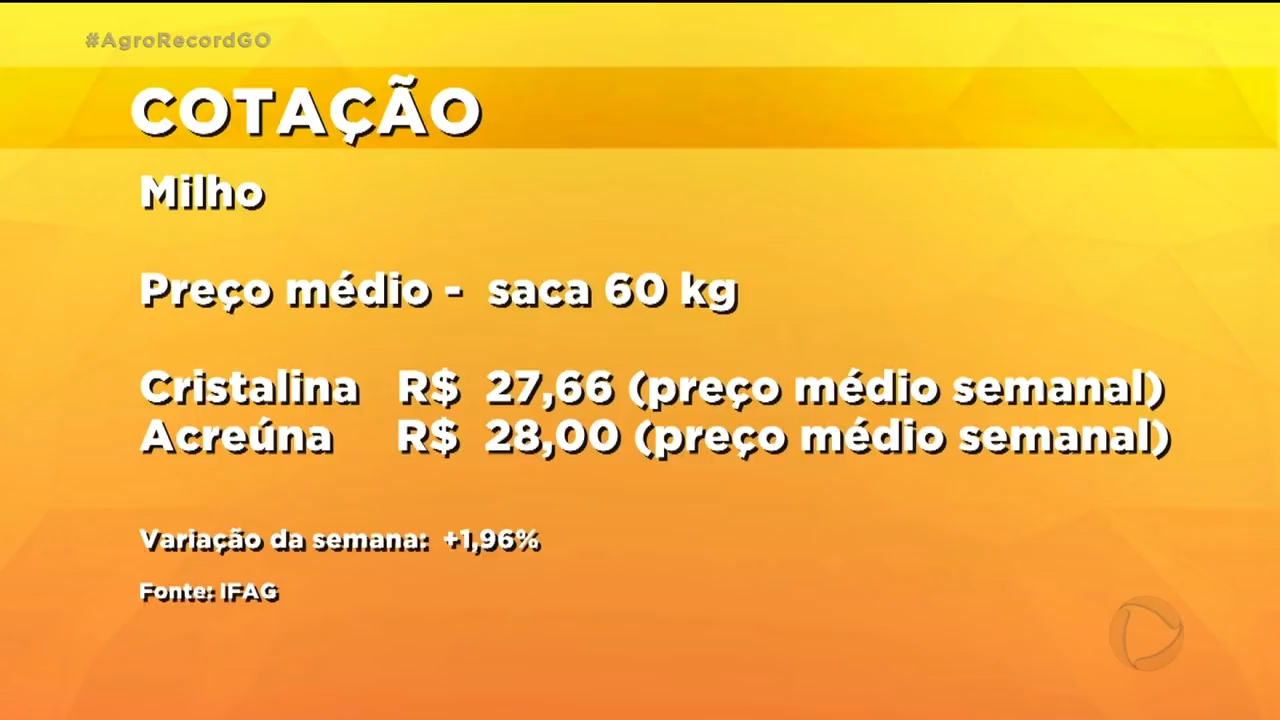 #AgroRecordGO
COTAÇÃO
Milho
Preço médio - saca 60 kg
Cristalina R$ 27,66 (preço médio semanal)
Acreúna R$ 28,00 (preço médio semanal)
Variação da semana: +1,96%
Fonte: IFAG